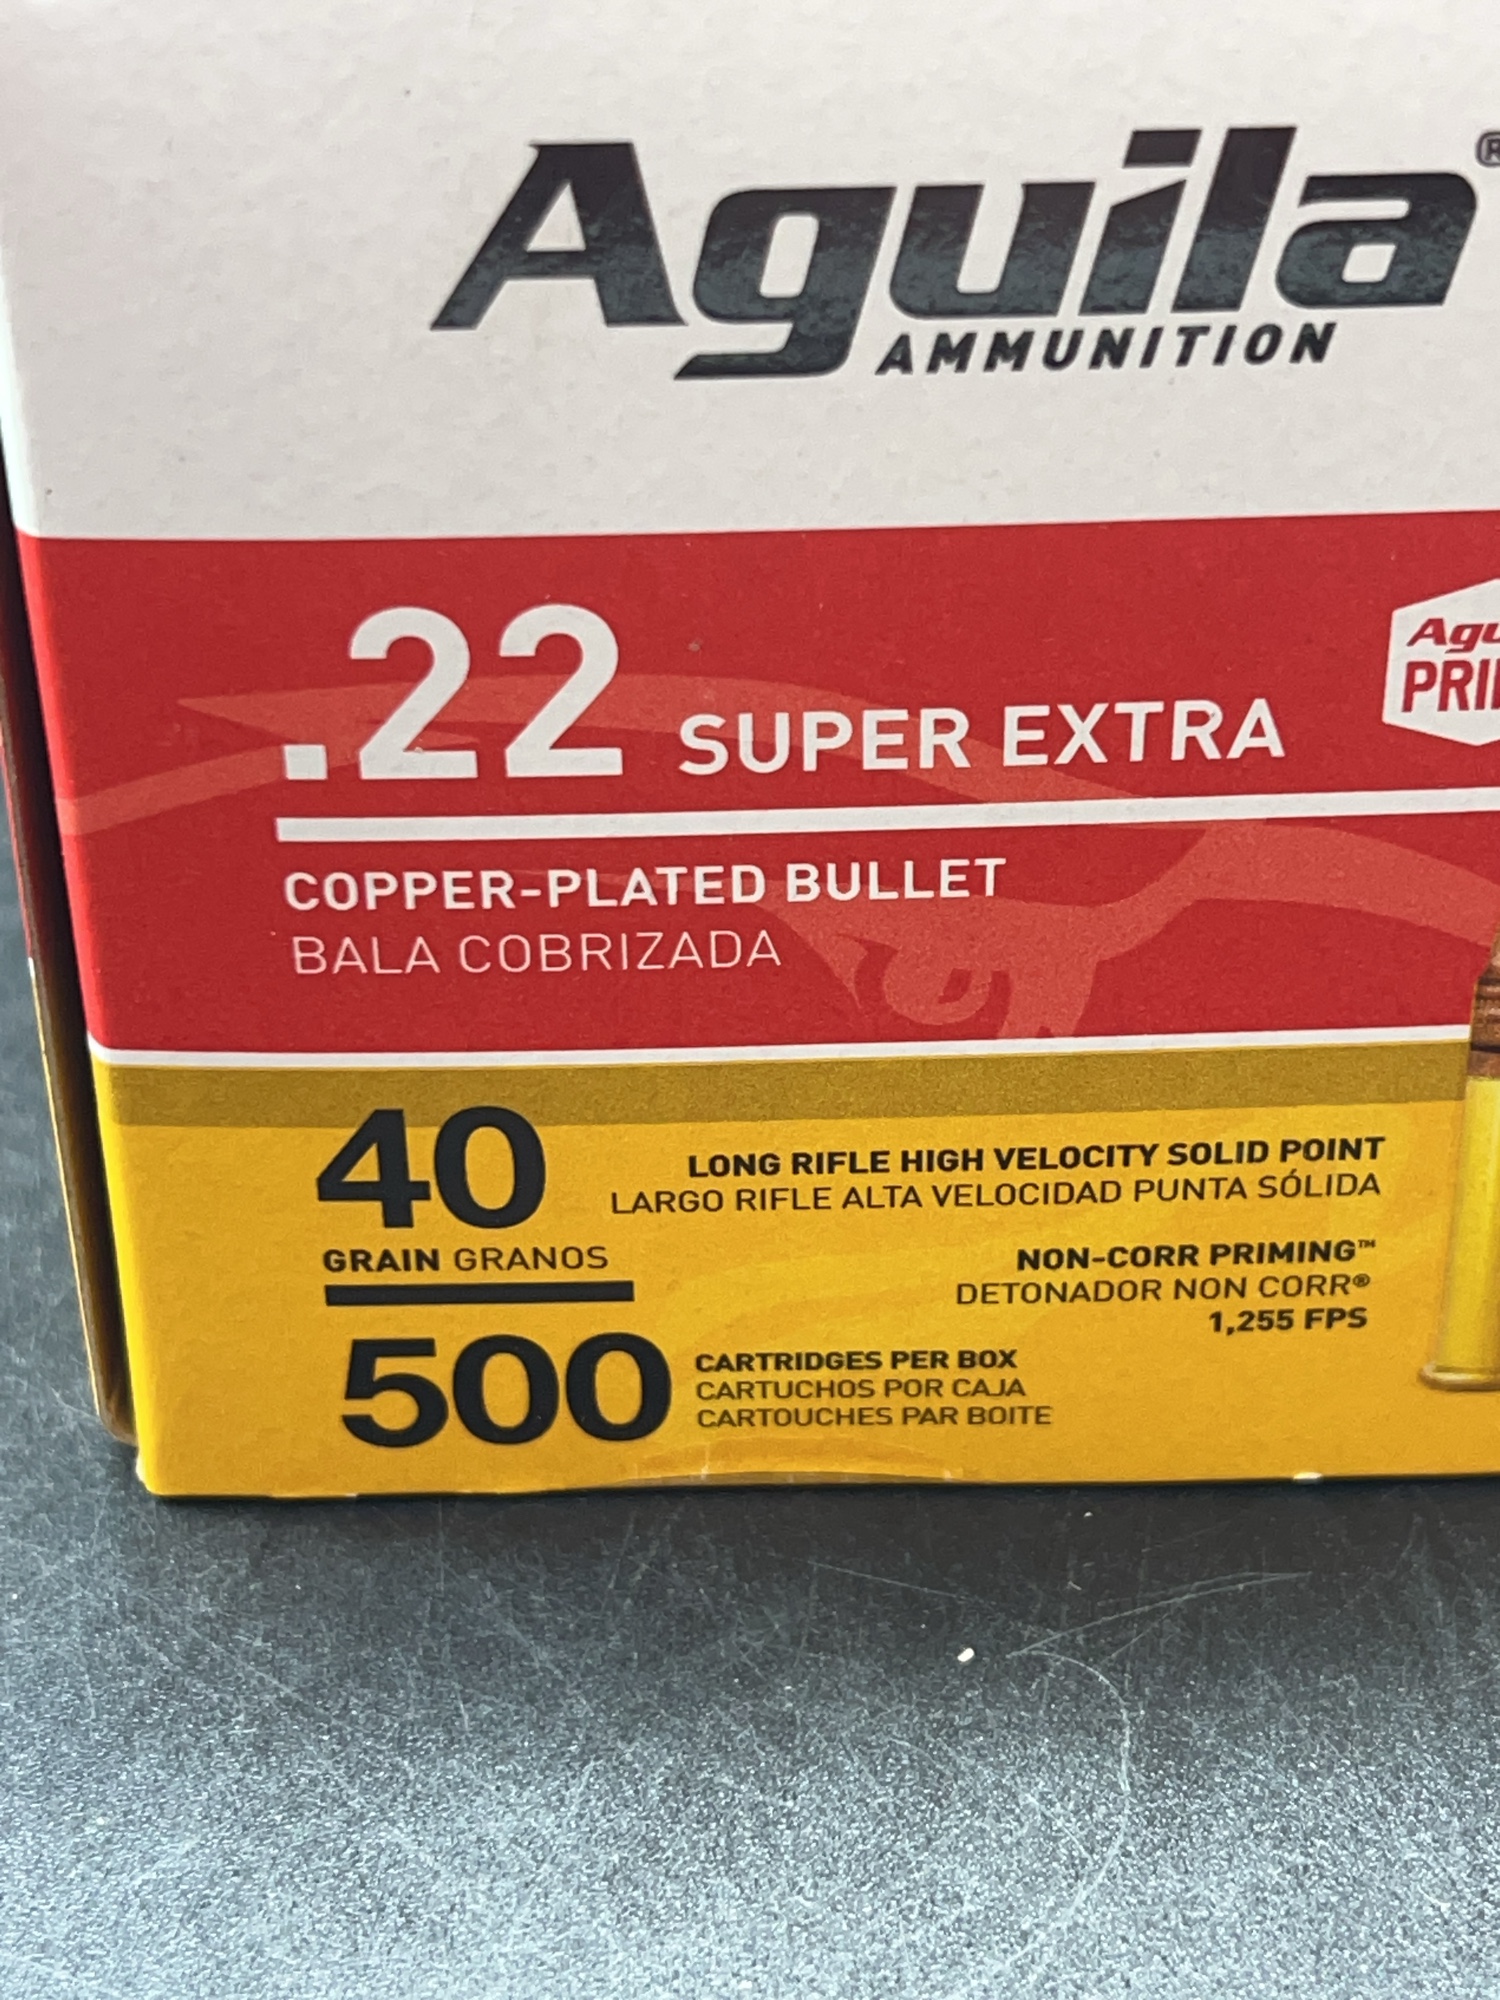 Aguila®
AMMUNITION
.22 SUPER EXTRA
COPPER-PLATED BULLET
BALA COBRIZADA
40
GRAIN GRANOS
LONG RIFLE HIGH VELOCITY SOLID POINT
LARGO RIFLE ALTA VELOCIDAD PUNTA SÓLIDA
NON-CORR PRIMING™
DETONADOR NON CORR®
1,255 FPS
500 CARTRIDGES PER BOX
CARTUCHOS POR CAJA
CARTOUCHES PAR BOITE